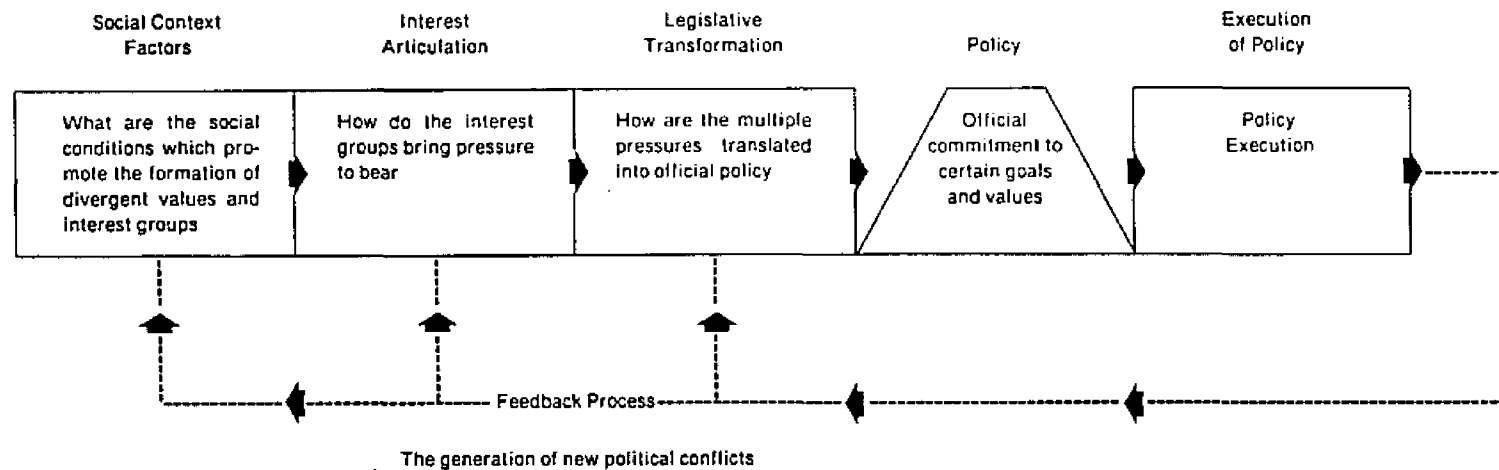 Social Context
Factors
Interest
Articulation
Legislative
Transformation
Policy
Execution
of Policy
What are the social
conditions which pro-
mote the formation of
divergent values and
interest groups
How do the interest
groups bring pressure
to bear
How are the multiple
pressures translated
into official policy
Official
commitment to
certain goals
and values
Policy
Execution
Feedback Process
The generation of new political conflicts